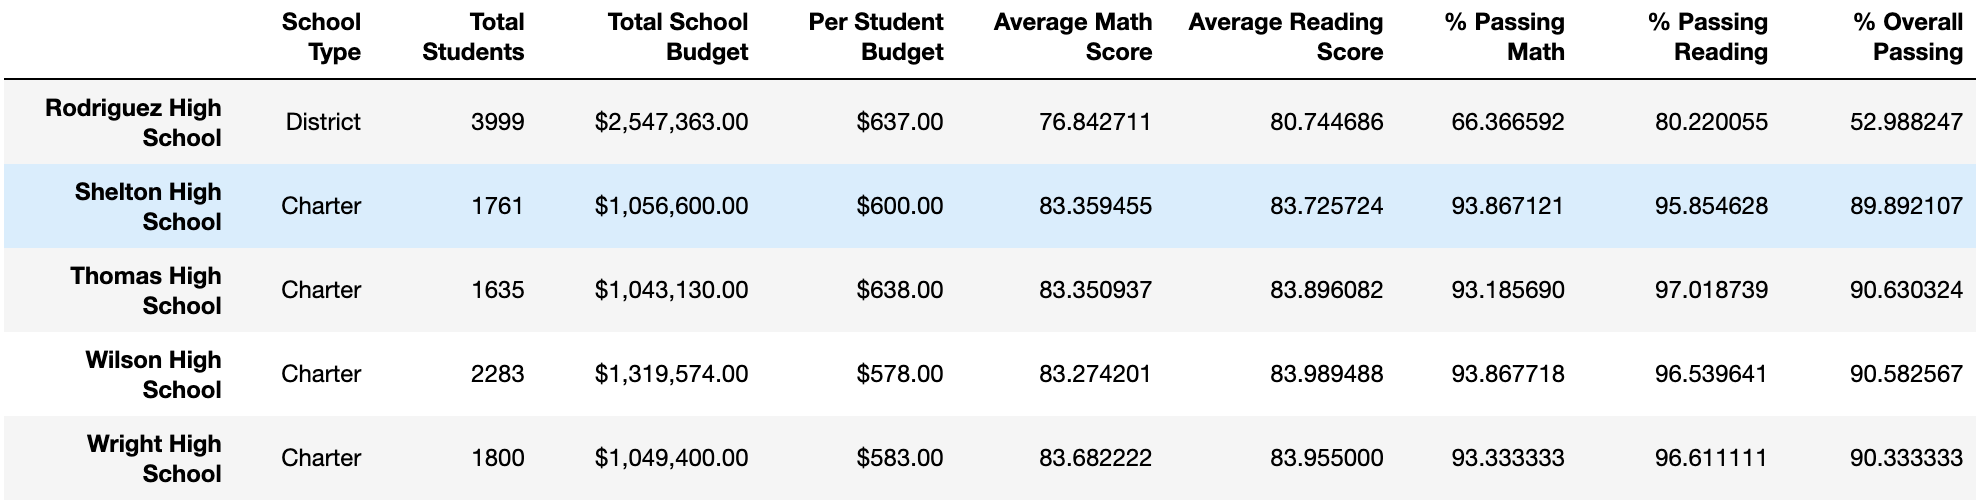 School Total Total School Per Student Average Math Average Reading % Passing % Passing % Overall
Type Students Budget Budget Score Score Math Reading Passing
Rodriguez High
School District 3999 $2,547,363.00 $637.00 76.842711 80.744686 66.366592 80.220055 52.988247
Shelton High
School Charter 1761 $1,056,600.00 $600.00 83.359455 83.725724 93.867121 95.854628 89.892107
Thomas High
School Charter 1635 $1,043,130.00 $638.00 83.350937 83.896082 93.185690 97.018739 90.630324
Wilson High
School Charter 2283 $1,319,574.00 $578.00 83.274201 83.989488 93.867718 96.539641 90.582567
Wright High
School Charter 1800 $1,049,400.00 $583.00 83.682222 83.955000 93.333333 96.611111 90.333333